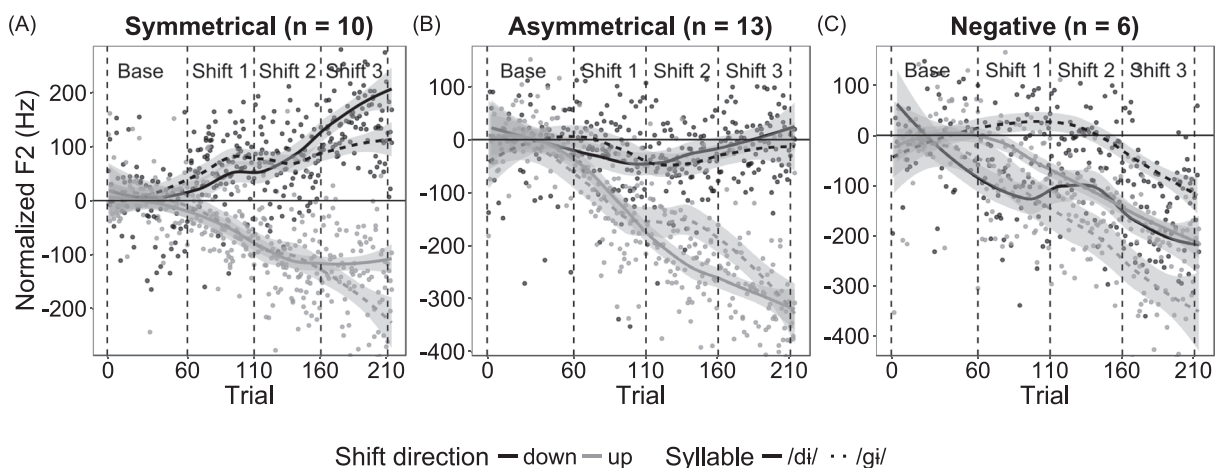 (A) Symmetrical (n = 10)
Base Shift 1 Shift 2 Shift 3
Normalized F2 (Hz)
200
100
0
-100
-200
0 60 110 160 210
Trial
(B) Asymmetrical (n = 13)
Base Shift 1 Shift 2 Shift 3
100
0
-100
-200
-300
-400
0 60 110 160 210
Trial
(C) Negative (n = 6)
Base Shift 1 Shift 2 Shift 3
100
0
-100
-200
-300
-400
0 60 110 160 210
Trial
Shift direction down up Syllable /dɨ/ /gɨ/